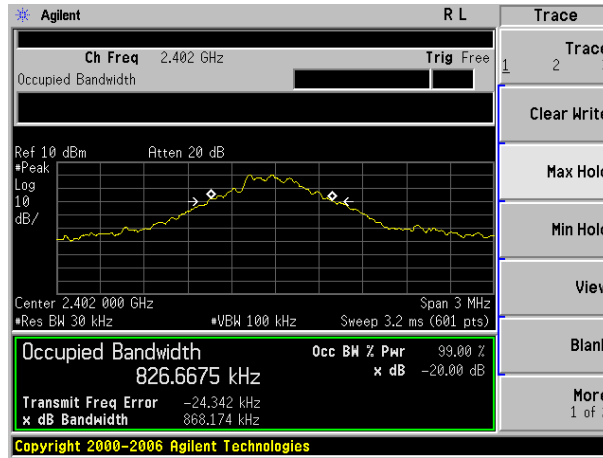 Agilent R L Trace
Ch Freq 2.402 GHz Trig Free
Occupied Bandwidth
Trace
1 2
Clear Write
Max Hold
Min Hold
View
Blank
More
1 of
Ref 10 dBm Atten 20 dB
#Peak
Log
10
dB/
Center 2.402 000 GHz Span 3 MHz
#Res BW 30 kHz #VBW 100 kHz Sweep 3.2 ms (601 pts)
Occupied Bandwidth Occ BW % Pwr 99.00 %
826.6675 kHz x dB -20.00 dB
Transmit Freq Error -24.342 kHz
x dB Bandwidth 868.174 kHz
Copyright 2000-2006 Agilent Technologies